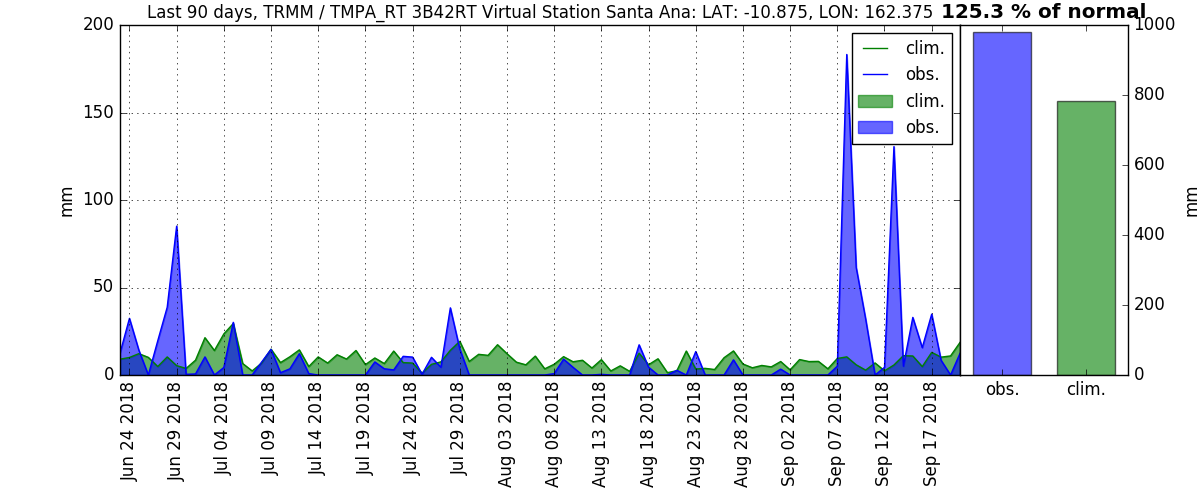 Last 90 days, TRMM / TMPA_RT 3B42RT Virtual Station Santa Ana: LAT: -10.875, LON: 162.375 125.3 % of normal
200
150
100
50
0
mm
clim.
obs.
clim.
obs.
1000
800
600
400
200
0
mm
obs.
clim.
Jun 24 2018
Jun 29 2018
Jul 04 2018
Jul 09 2018
Jul 14 2018
Jul 19 2018
Jul 24 2018
Jul 29 2018
Aug 03 2018
Aug 08 2018
Aug 13 2018
Aug 18 2018
Aug 23 2018
Aug 28 2018
Sep 02 2018
Sep 07 2018
Sep 12 2018
Sep 17 2018